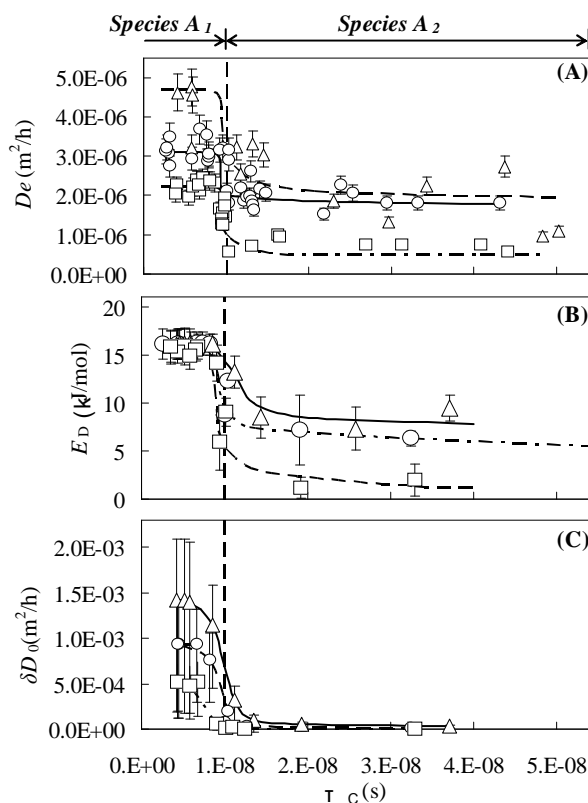 Species A1 Species A2
(A)
5.0E-06
4.0E-06
3.0E-06
2.0E-06
1.0E-06
0.0E+00
De (m²/h)
(B)
20
15
10
5
0
E D (kJ/mol)
(C)
2.0E-03
1.5E-03
1.0E-03
5.0E-04
0.0E+00
δD0(m²/h)
0.E+00 1.E-08 2.E-08 3.E-08 4.E-08 5.E-08
τ C (s)